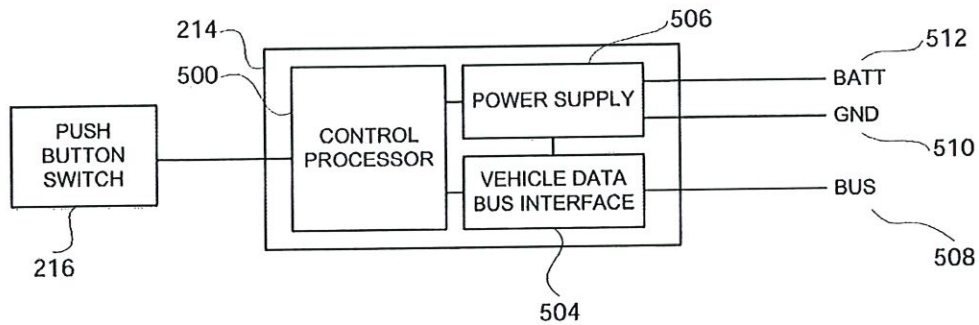 506
214
512
500
BATT
POWER SUPPLY
GND
PUSH
BUTTON
SWITCH
CONTROL
PROCESSOR
510
VEHICLE DATA
BUS INTERFACE
BUS
216
504
508